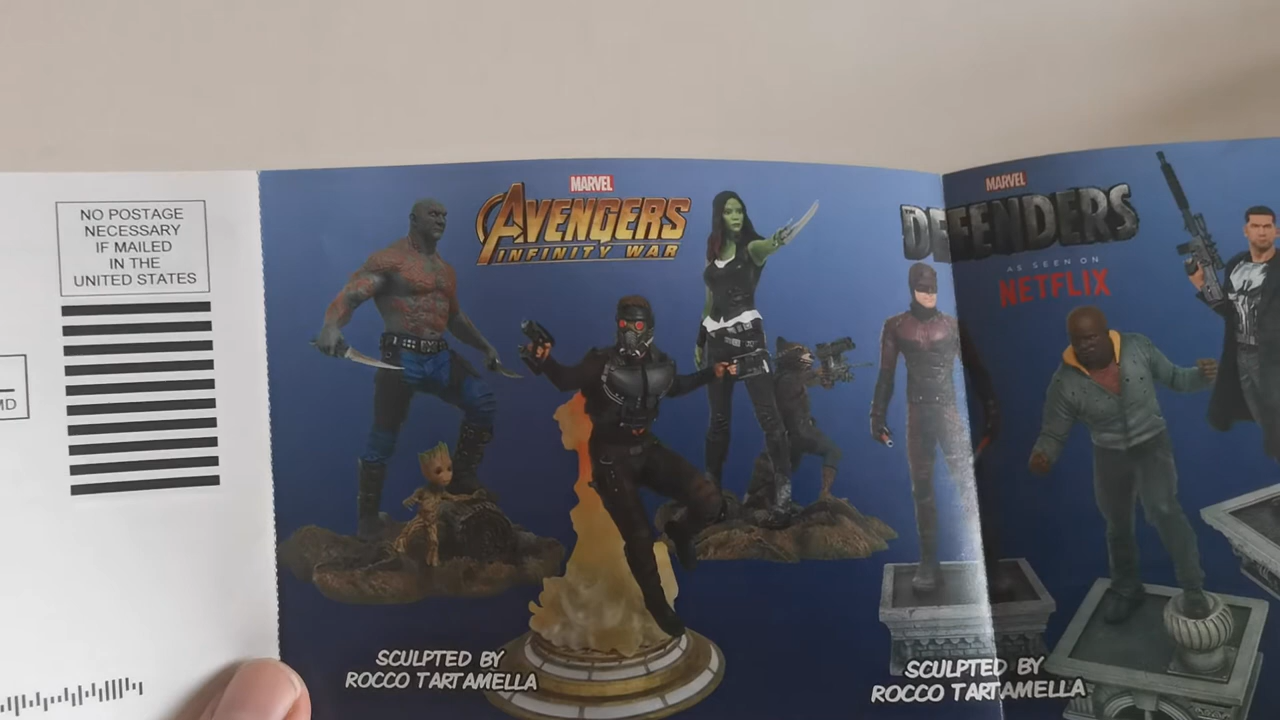 NO POSTAGE
NECESSARY
IF MAILED
IN THE
UNITED STATES
MD
MARVEL
AVENGERS
INFINITY WAR
SCULPTED BY
ROCCO TARTAMELLA
MARVEL
DEFENDERS
AS SEEN ON
NETFLIX
SCULPTED BY
ROCCO TARTAMELLA